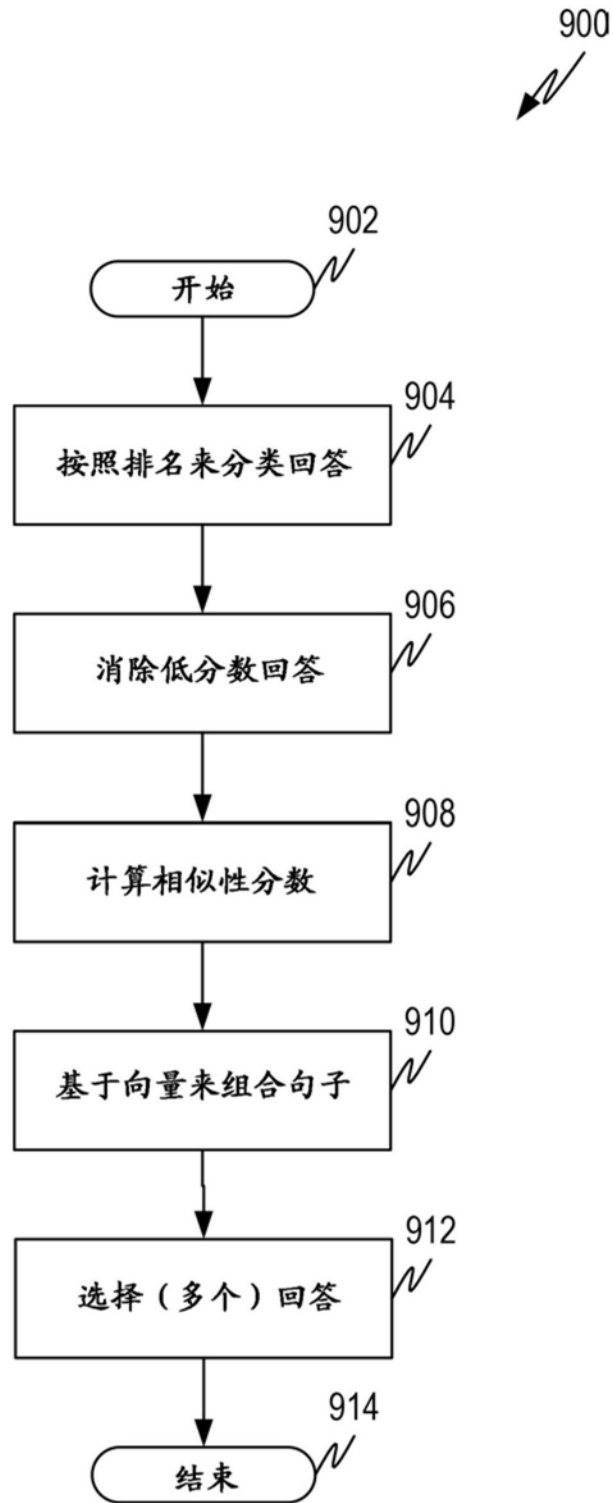 900
902
开始
904
按照排名来分类回答
906
消除低分数回答
908
计算相似性分数
910
基于向量来组合句子
912
选择（多个）回答
914
结束